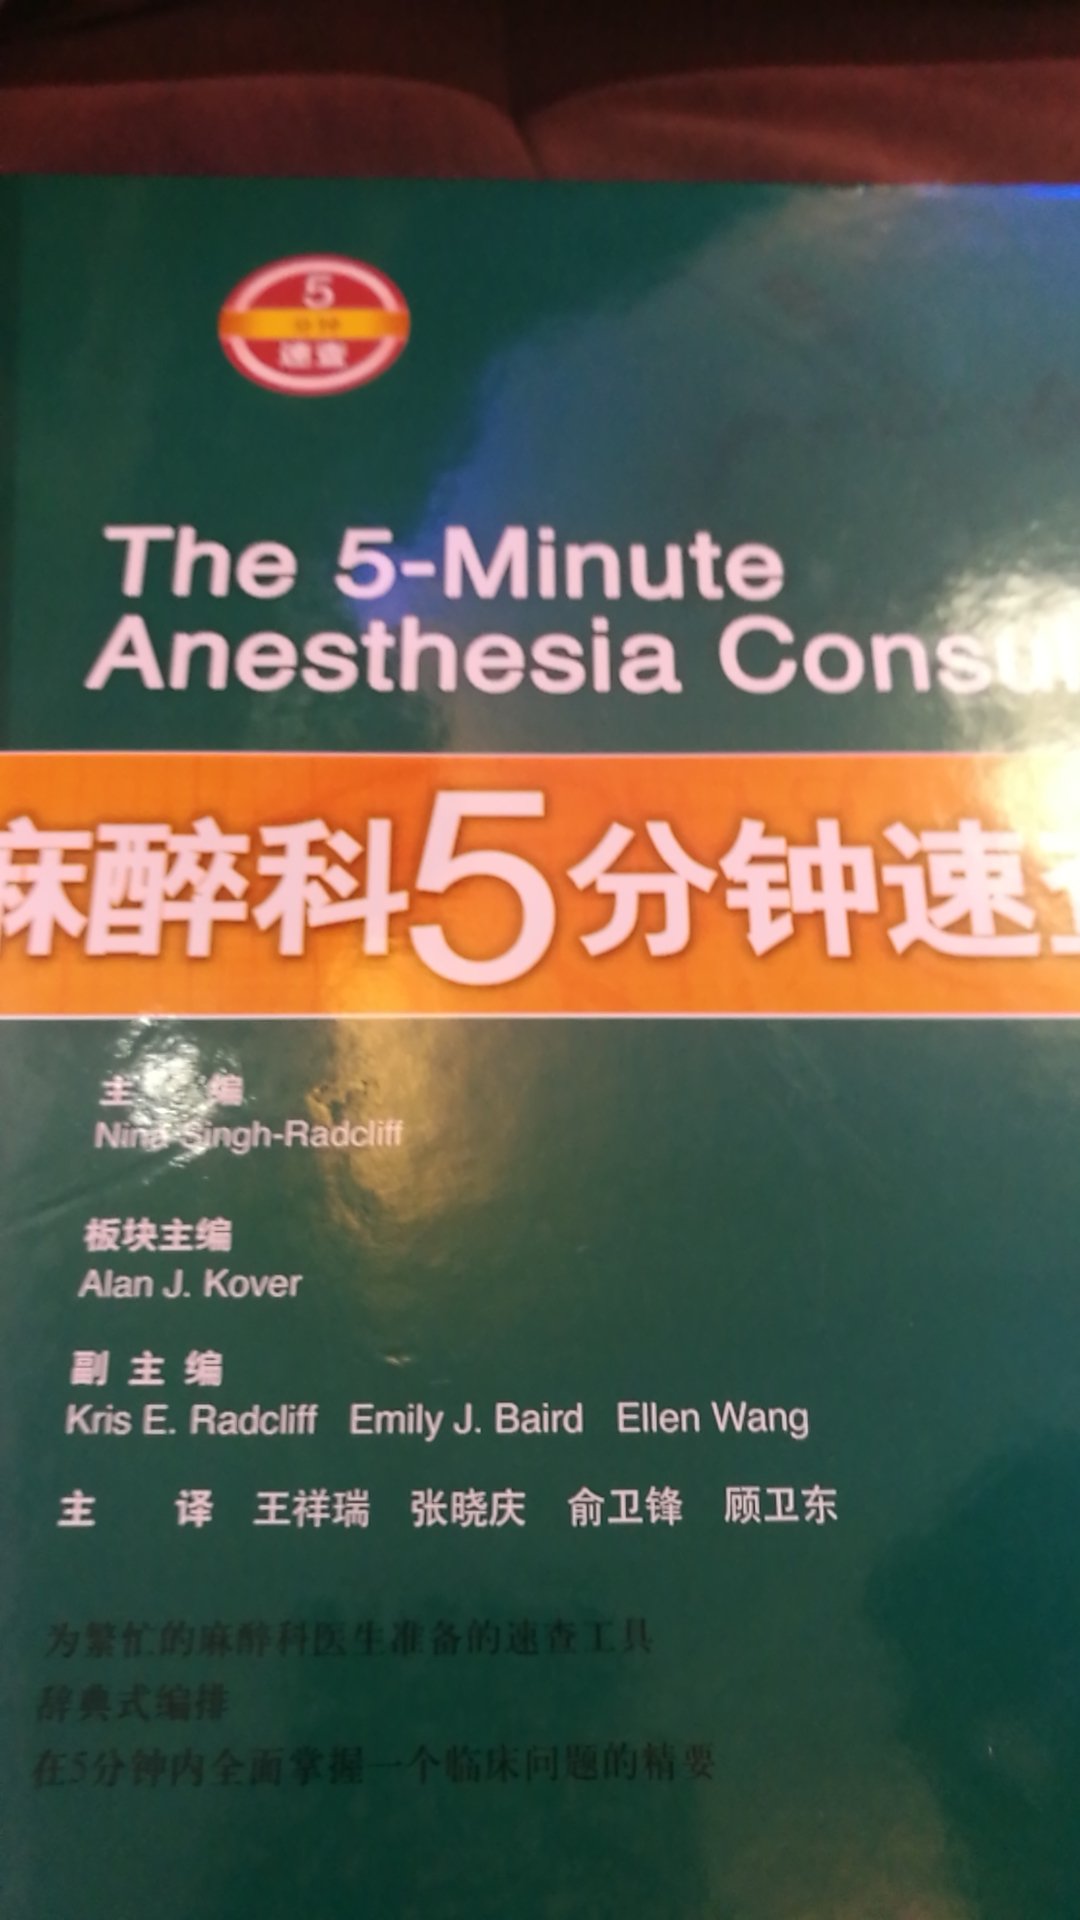 5
分钟
速查
The 5-Minute
Anesthesia Consul
麻醉科5分钟速查
主 编
Nina Singh-Radcliff
板块主编
Alan J. Kover
副 主 编
Kris E. Radcliff Emily J. Baird Ellen Wang
主 译 王祥瑞 张晓庆 俞卫锋 顾卫东
为繁忙的麻醉科医生准备的速查工具
辞典式编排
在5分钟内全面掌握一个临床问题的精要